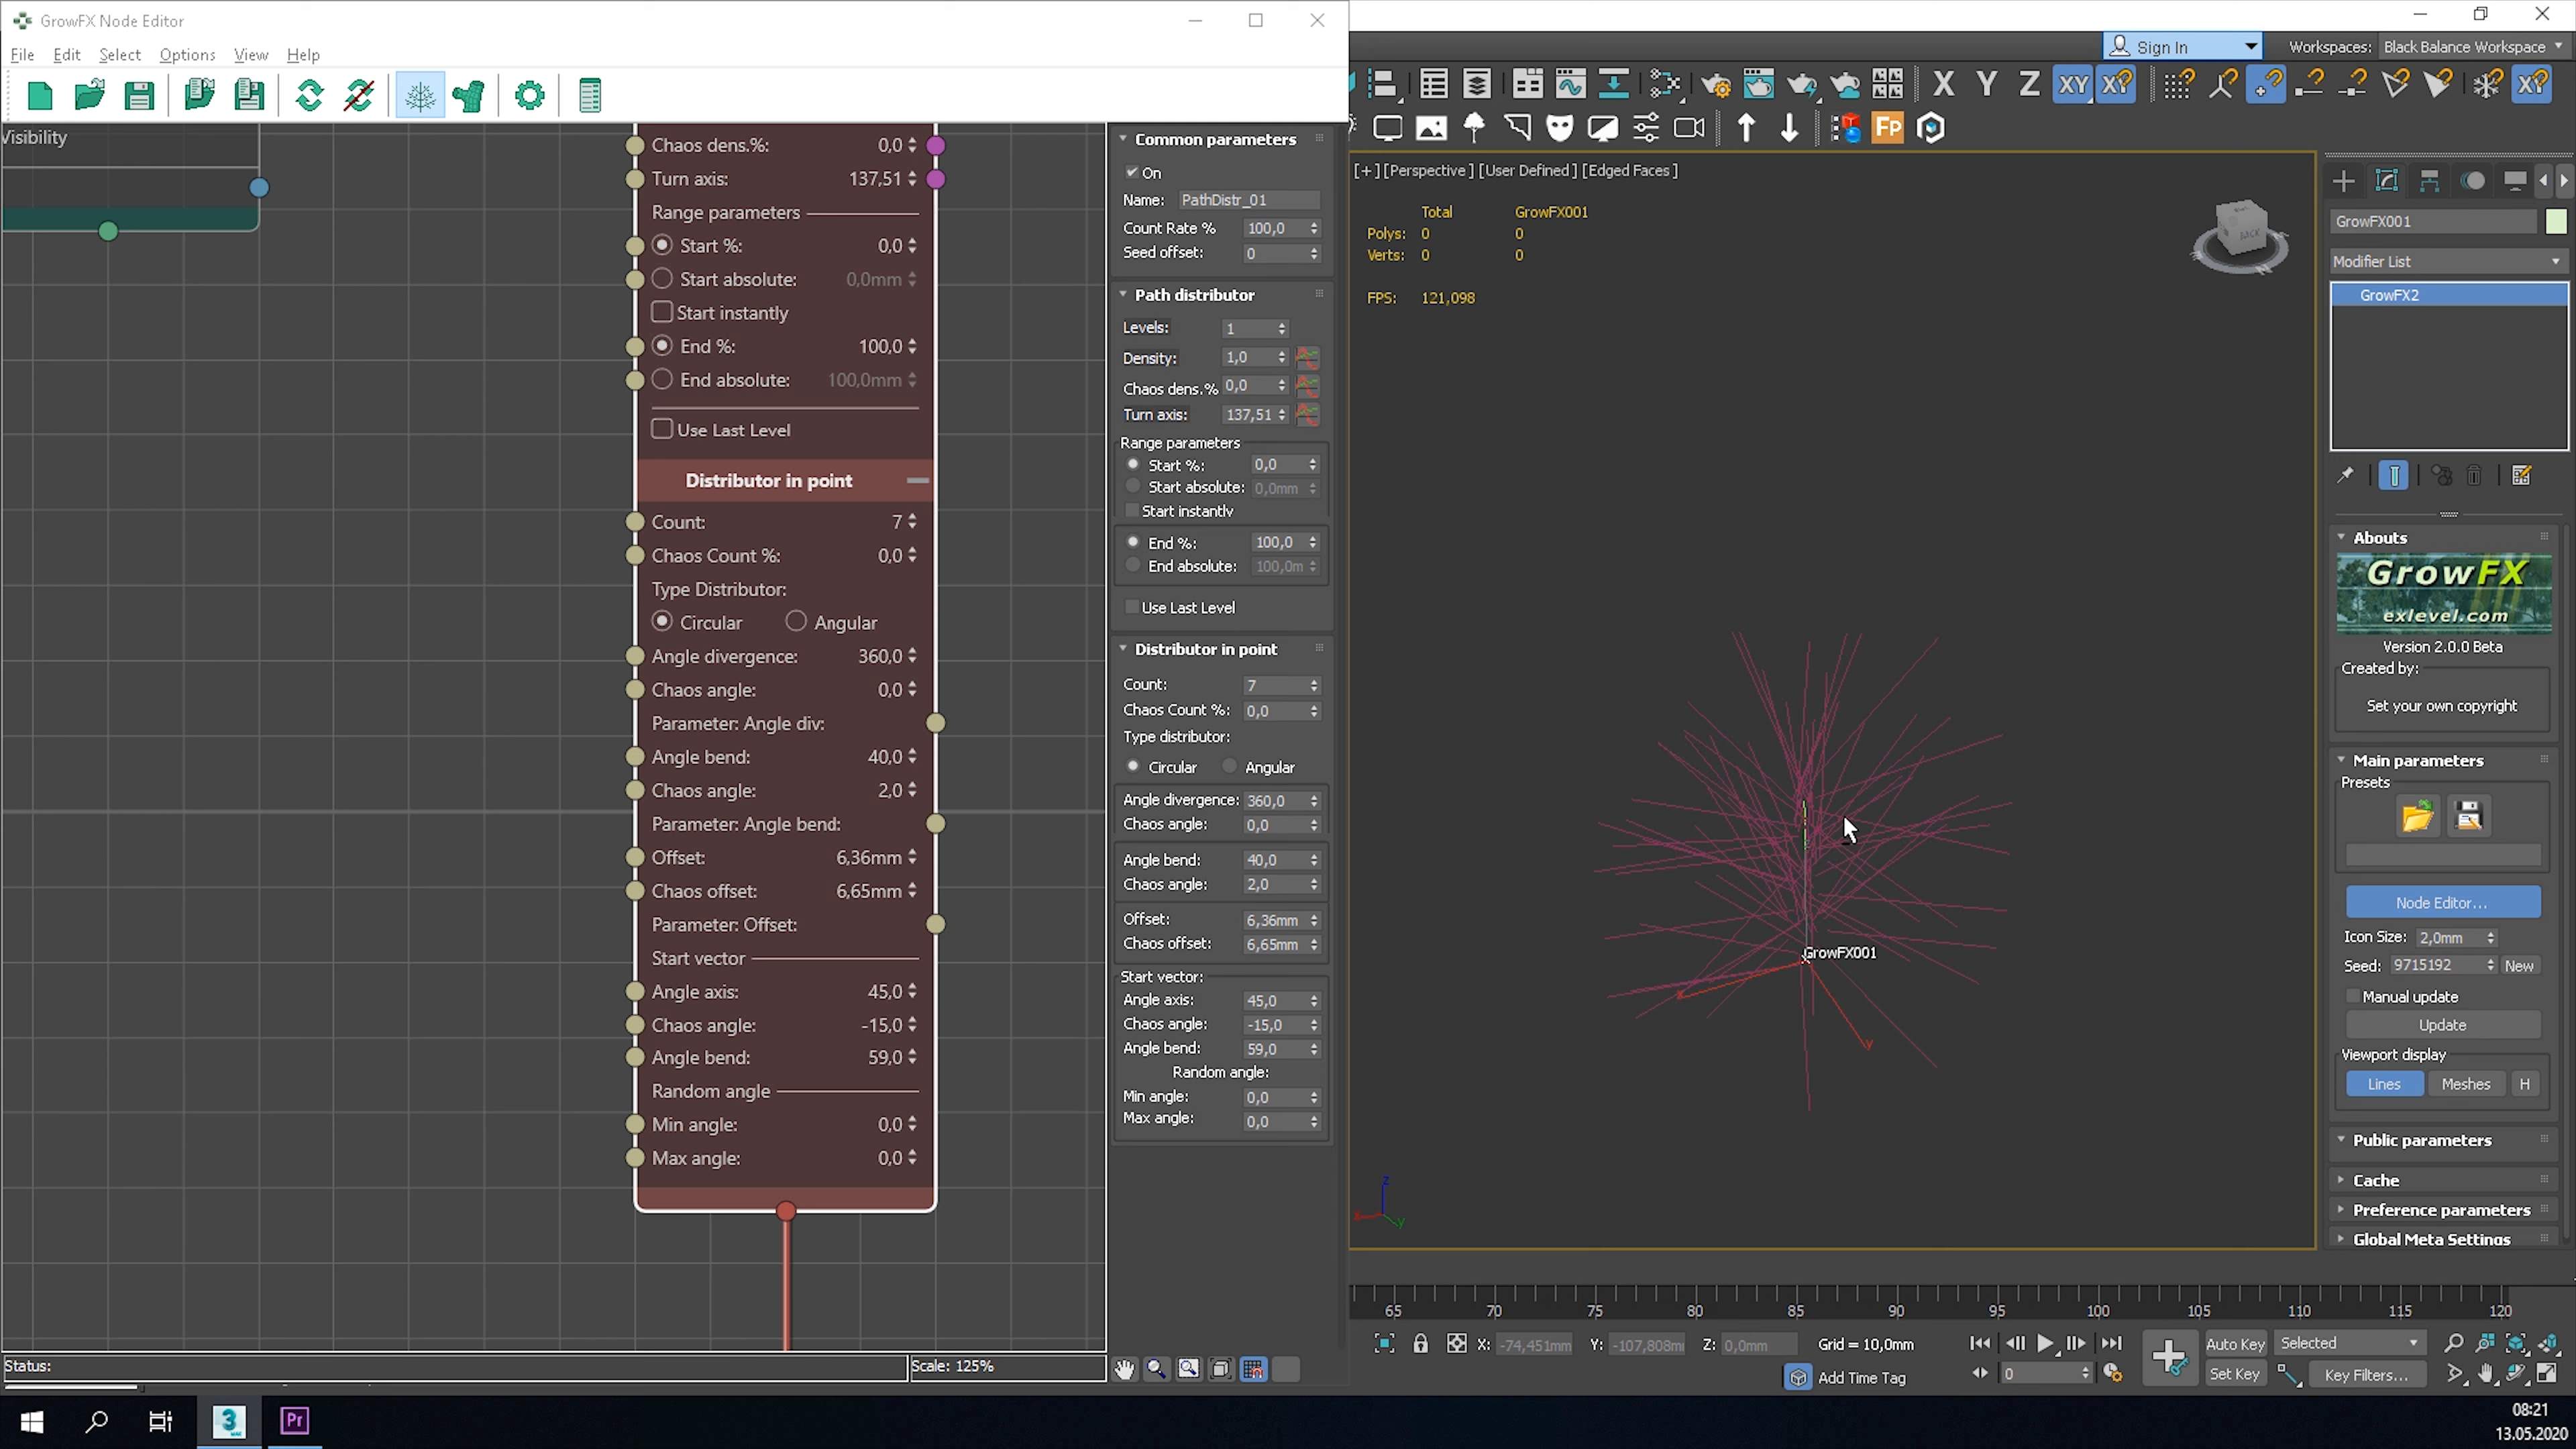 GrowFX Node Editor
File Edit Select Options View Help
Visibility
Chaos dens.%: 0,0
Turn axis: 137,51
Range parameters
Start %: 0,0
Start absolute: 0,0mm
Start instantly
End %: 100,0
End absolute: 100,0mm
Use Last Level
Distributor in point
Count: 7
Chaos Count %: 0,0
Type Distributor:
Circular Angular
Angle divergence: 360,0
Chaos angle: 0,0
Parameter: Angle div:
Angle bend: 40,0
Chaos angle: 2,0
Parameter: Angle bend:
Offset: 6,36mm
Chaos offset: 6,65mm
Parameter: Offset:
Start vector
Angle axis: 45,0
Chaos angle: -15,0
Angle bend: 59,0
Random angle
Min angle: 0,0
Max angle: 0,0
Status:
Scale: 125%
Common parameters
On
Name: PathDistr_01
Count Rate % 100,0
Seed offset: 0
Path distributor
Levels: 1
Density: 1,0
Chaos dens.% 0,0
Turn axis: 137,51
Range parameters
Start %: 0,0
Start absolute: 0,0mm
Start instantly
End %: 100,0
End absolute: 100,0m
Use Last Level
Distributor in point
Count: 7
Chaos Count %: 0,0
Type distributor:
Circular Angular
Angle divergence: 360,0
Chaos angle: 0,0
Angle bend: 40,0
Chaos angle: 2,0
Offset: 6,36mm
Chaos offset: 6,65mm
Start vector:
Angle axis: 45,0
Chaos angle: -15,0
Angle bend: 59,0
Random angle:
Min angle: 0,0
Max angle: 0,0
Sign In
Workspaces: Black Balance Workspace
X Y Z XY XY
Fp
[+] [Perspective ] [User Defined ] [Edged Faces ]
Total GrowFX001
Polys: 0 0
Verts: 0 0
FPS: 121,098
BACK
GrowFX001
x
y
z
y
GrowFX001
Modifier List
GrowFX2
Abouts
GrowFX
exlevel.com
Version 2.0.0 Beta
Created by:
Set your own copyright
Main parameters
Presets
Node Editor...
Icon Size: 2,0mm
Seed: 9715192 New
Manual update
Update
Viewport display
Lines Meshes H
Public parameters
Cache
Preference parameters
Global Meta Settings
65 70 75 80 85 90 95 100 105 110 115 120
X: -74,451mm Y: -107,808m Z: 0,0mm Grid = 10,0mm
Add Time Tag
0
Auto Key Selected
Set Key Key Filters...
3
Pr
08:21
13.05.2020